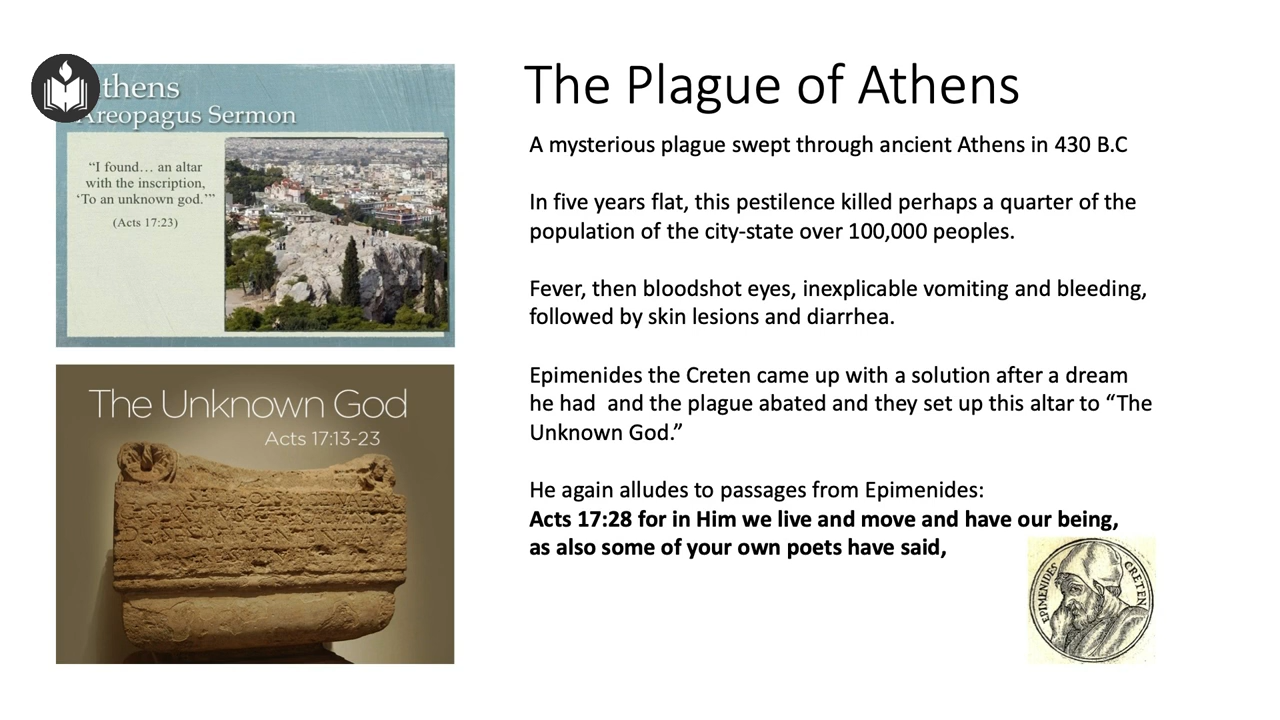 Athens
Areopagus Sermon
“I found… an altar
with the inscription,
‘To an unknown god.’”
(Acts 17:23)
The Unknown God
Acts 17:13-23
The Plague of Athens
A mysterious plague swept through ancient Athens in 430 B.C
In five years flat, this pestilence killed perhaps a quarter of the
population of the city-state over 100,000 peoples.
Fever, then bloodshot eyes, inexplicable vomiting and bleeding,
followed by skin lesions and diarrhea.
Epimenides the Creten came up with a solution after a dream
he had  and the plague abated and they set up this altar to “The
Unknown God.”
He again alludes to passages from Epimenides:
Acts 17:28 for in Him we live and move and have our being,
as also some of your own poets have said,
EPIMENIDES CRETEN